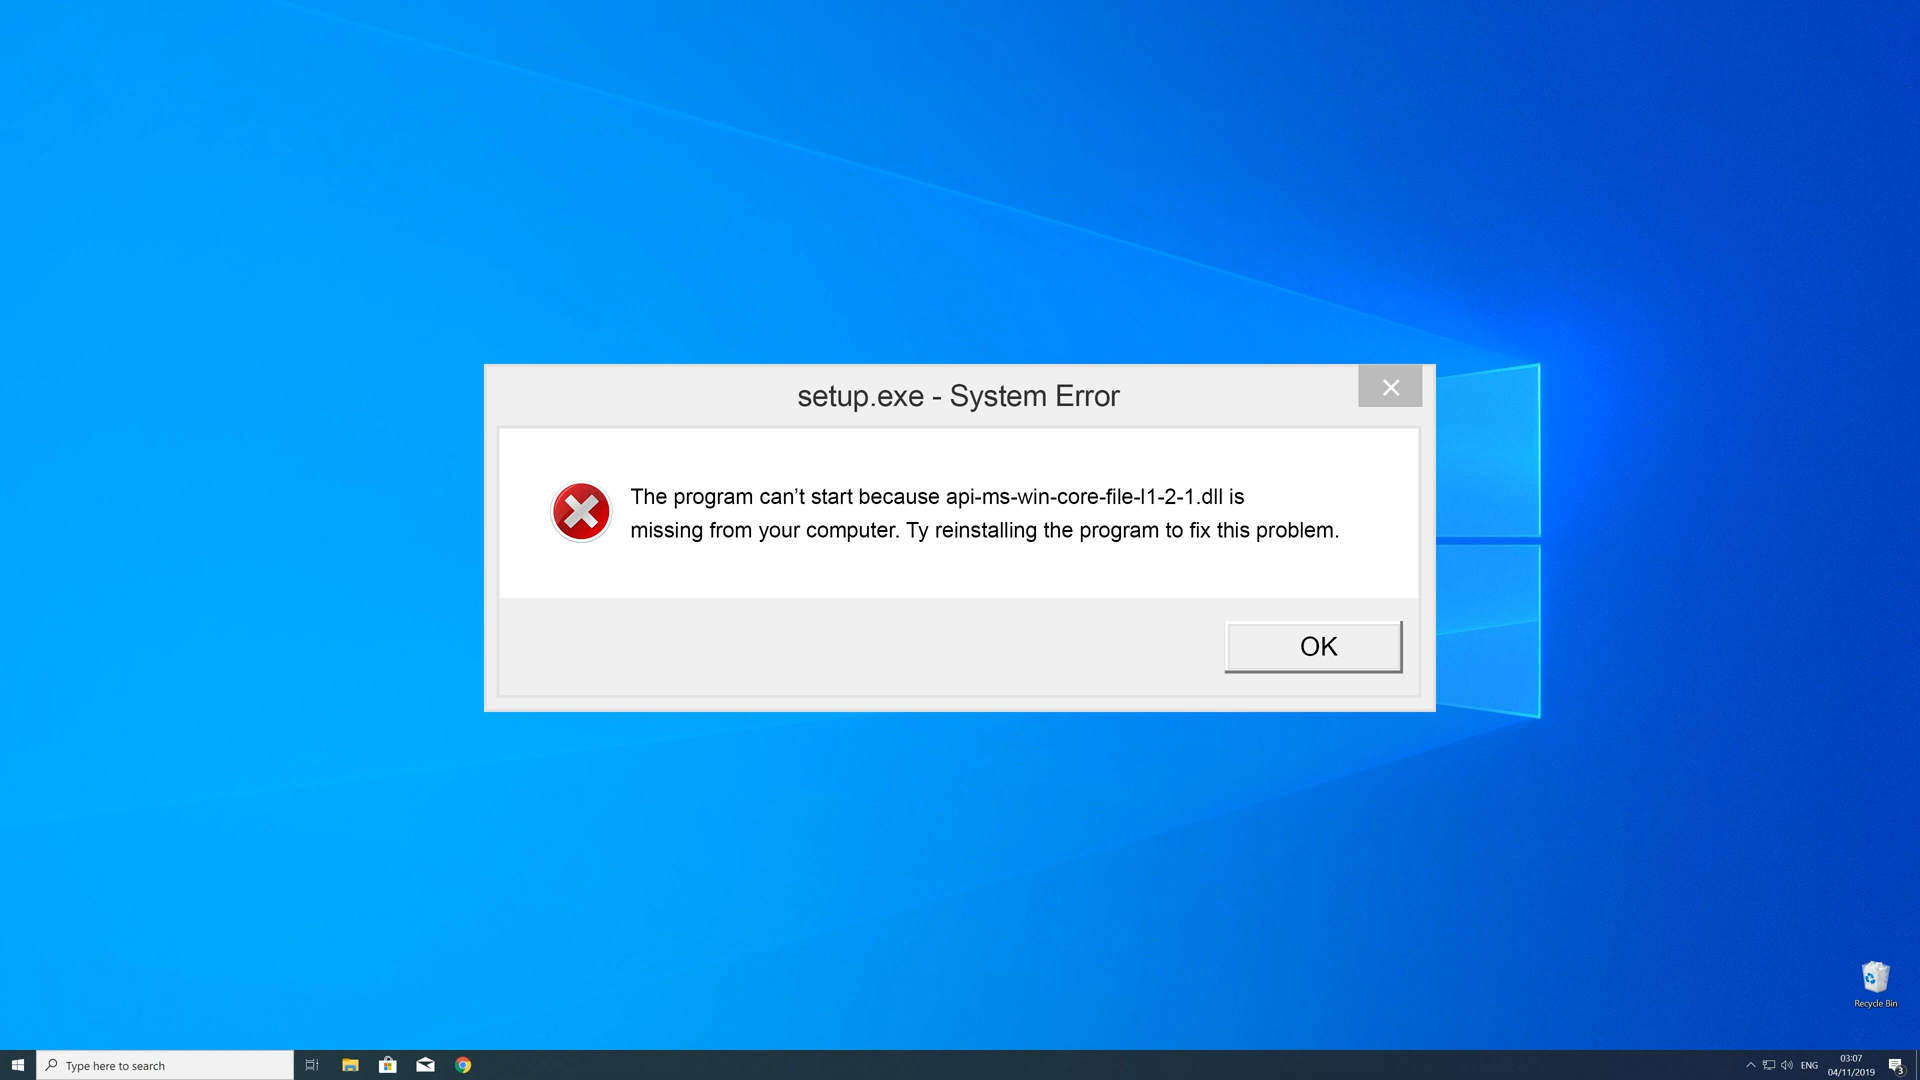 setup.exe - System Error
The program can’t start because api-ms-win-core-file-l1-2-1.dll is
missing from your computer. Ty reinstalling the program to fix this problem.
OK
Recycle Bin
Type here to search
ENG
03:07
04/11/2019
3